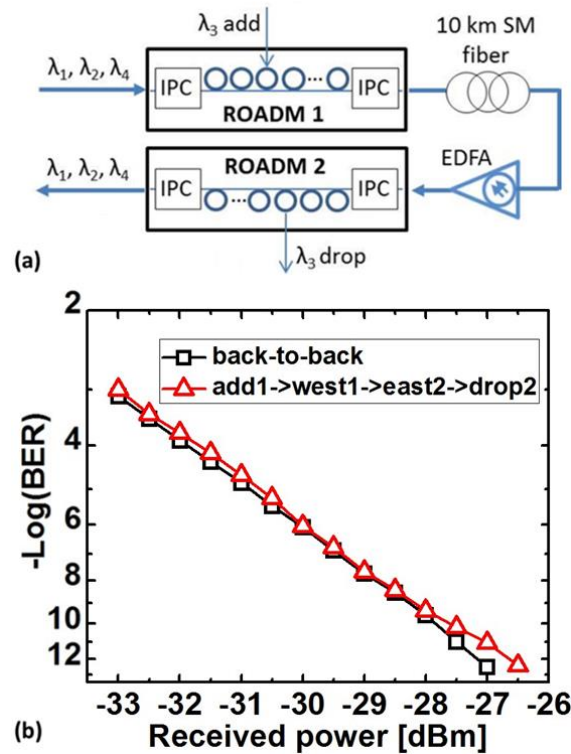 λ3 add
10 km SM
fiber
λ1, λ2, λ4
IPC
IPC
ROADM 1
ROADM 2
EDFA
λ1, λ2, λ4
IPC
IPC
λ3 drop
(a)
2
back-to-back
add1->west1->east2->drop2
4
6
8
10
12
-Log(BER)
-33 -32 -31 -30 -29 -28 -27 -26
Received power [dBm]
(b)